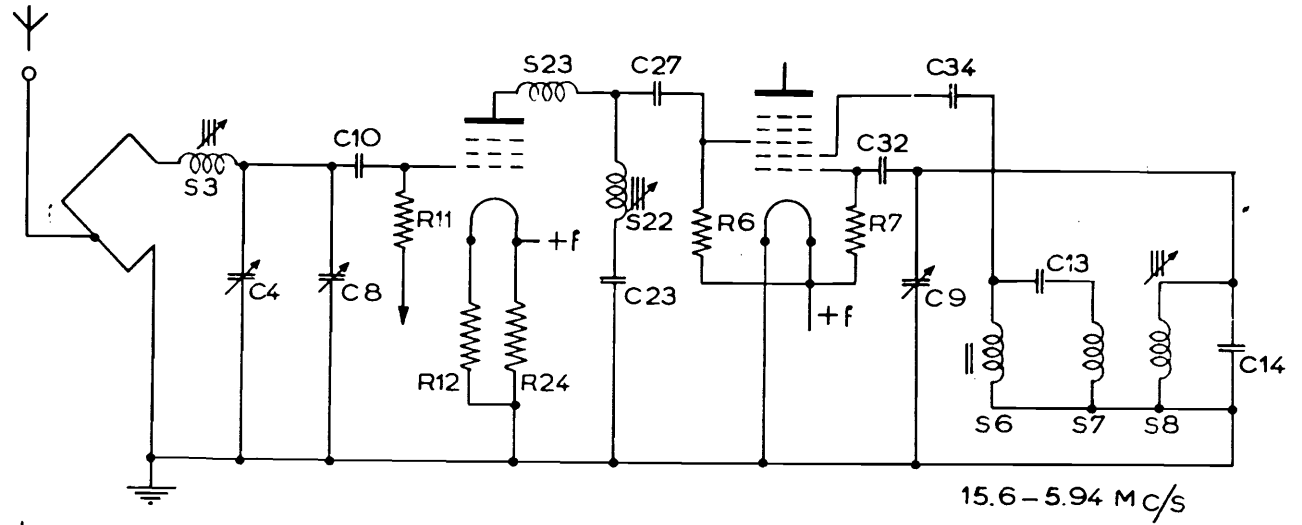 S23
C27
C34
C10
C32
S3
R11
+f
S22
R6
R7
C13
C4
C8
C23
C9
+f
R12
R24
C14
S6
S7
S8
15.6–5.94 MC/S